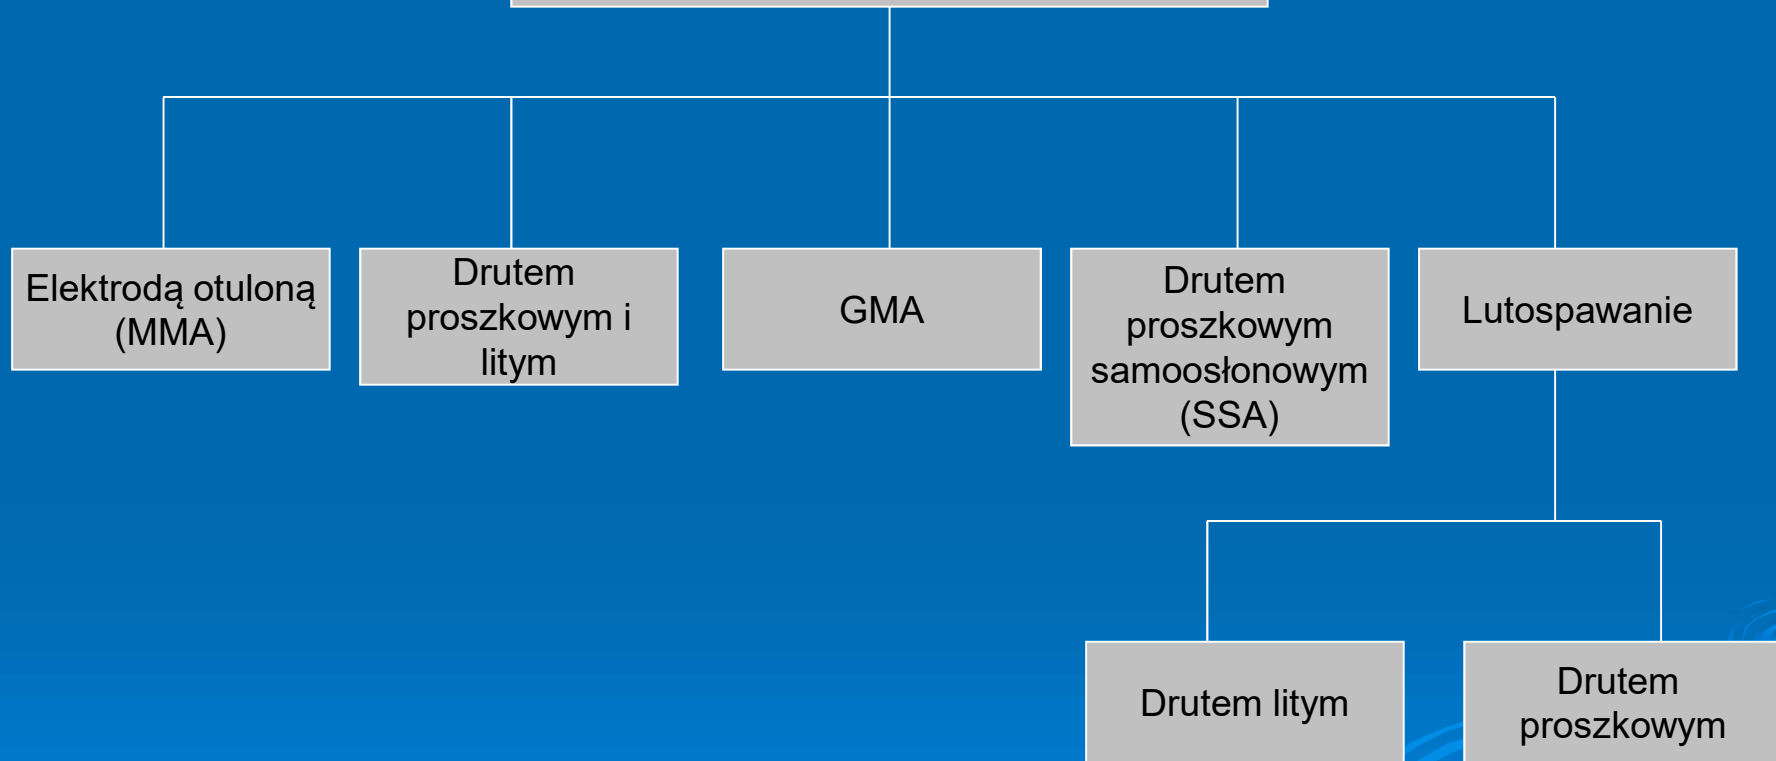 Elektrodą otuloną
(MMA)
Drutem
proszkowym i
litym
GMA
Drutem
proszkowym
samoosłonowym
(SSA)
Lutospawanie
Drutem litym
Drutem
proszkowym